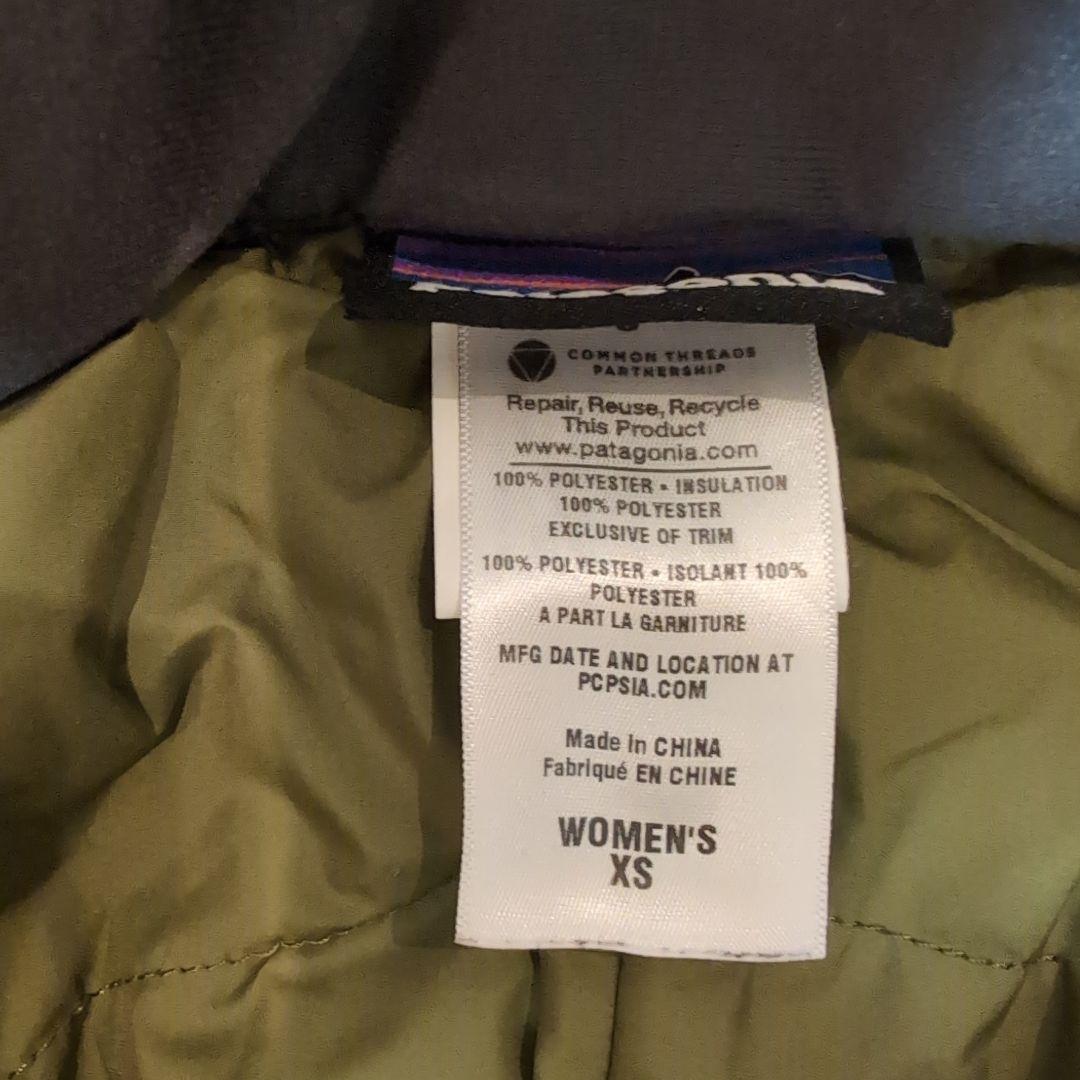 patagonia
COMMON THREADS
PARTNERSHIP
Repair, Reuse, Recycle
This Product
www.patagonia.com
100% POLYESTER • INSULATION
100% POLYESTER
EXCLUSIVE OF TRIM
100% POLYESTER • ISOLANT 100%
POLYESTER
A PART LA GARNITURE
MFG DATE AND LOCATION AT
PCPSIA.COM
Made in CHINA
Fabriqué EN CHINE
WOMEN'S
XS